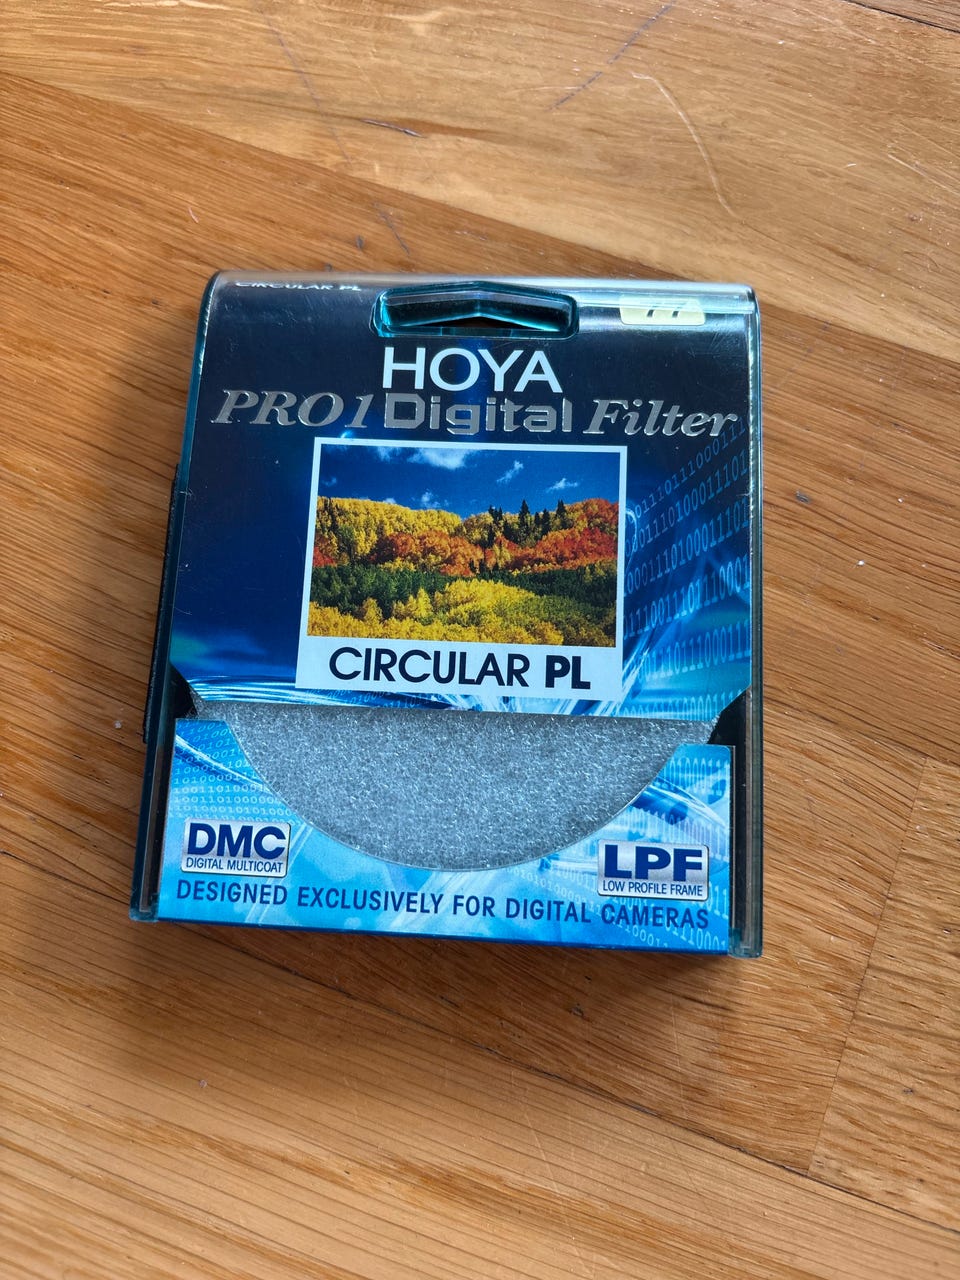 CIRCULAR PL
77
HOYA
PRO1 Digital Filter
CIRCULAR PL
DMC
DIGITAL MULTICOAT
LPF
LOW PROFILE FRAME
DESIGNED EXCLUSIVELY FOR DIGITAL CAMERAS